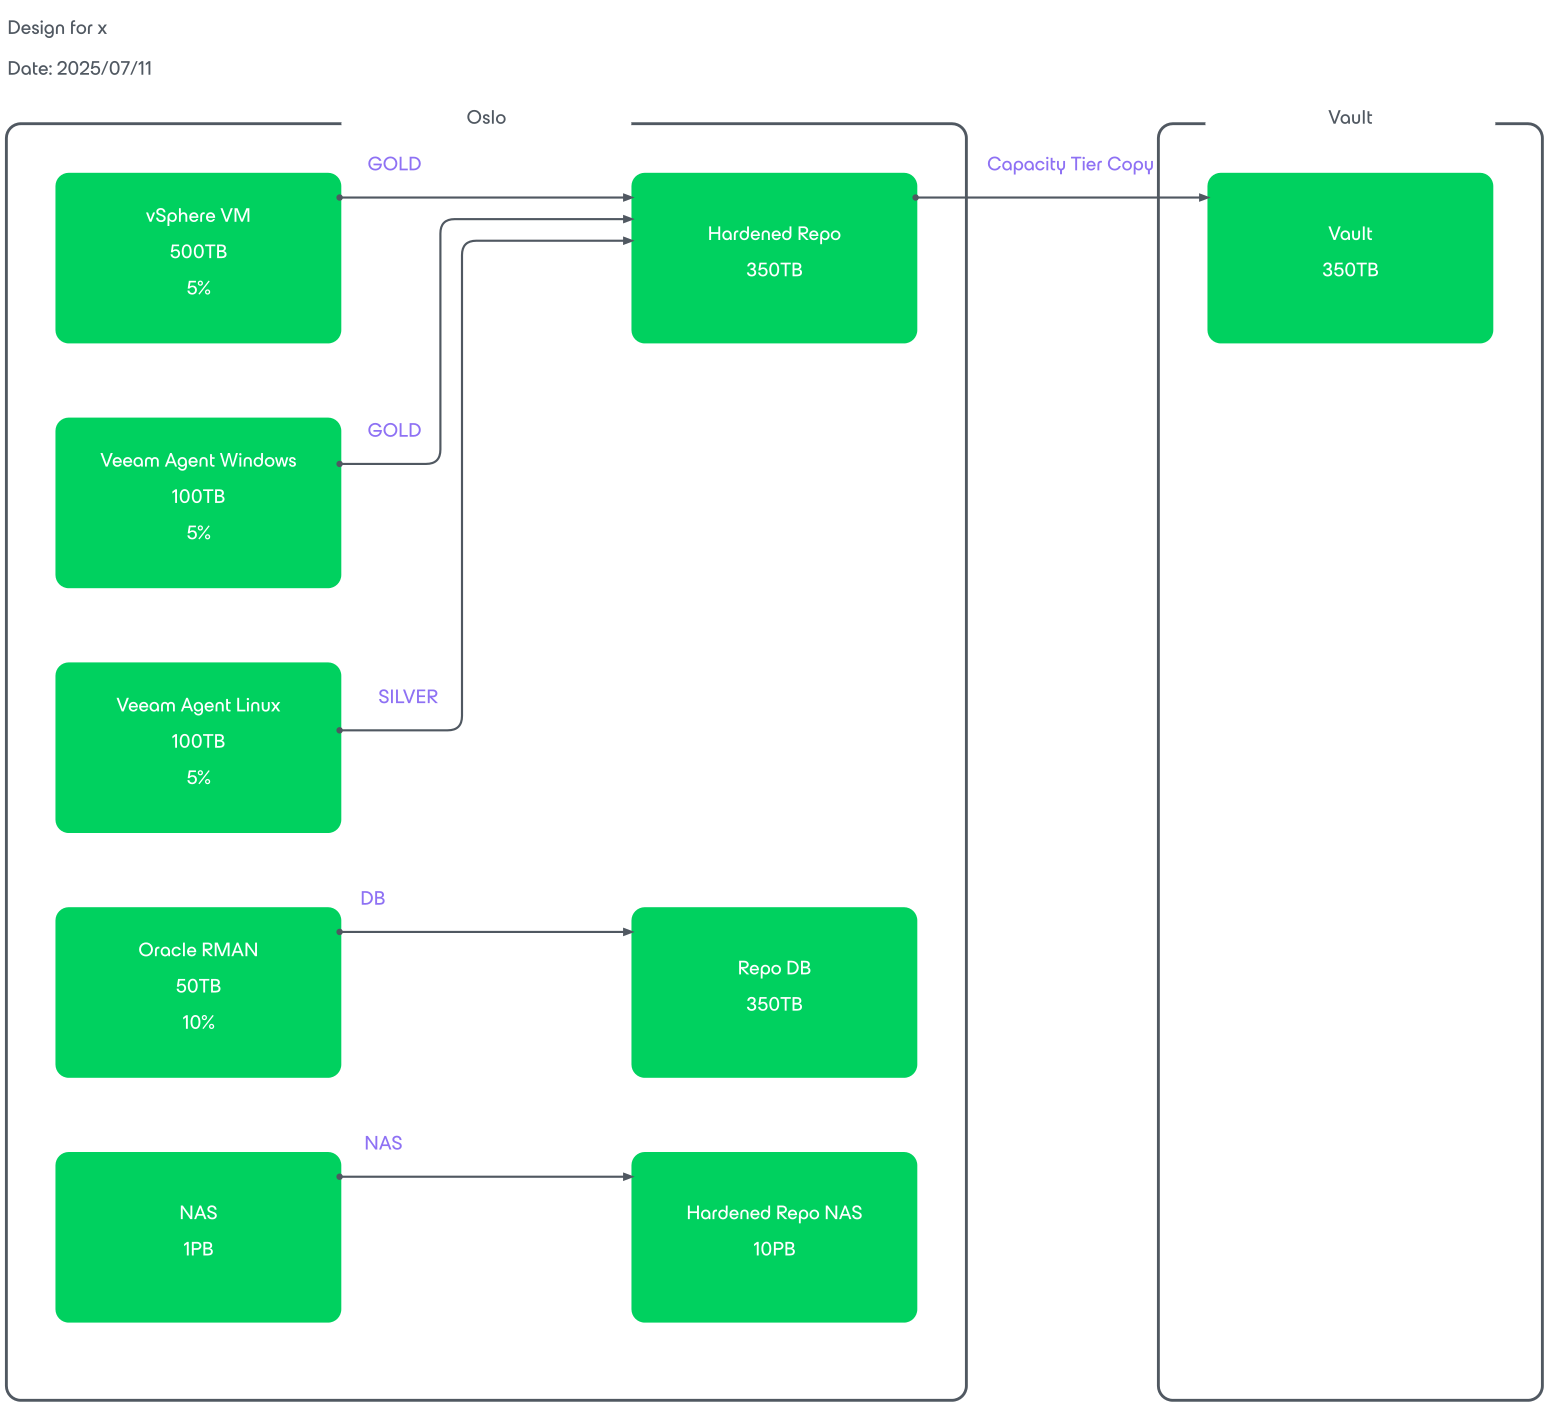 Design for x
Date: 2025/07/11
Oslo
Vault
GOLD
Capacity Tier Copy
vSphere VM
500TB
5%
Hardened Repo
350TB
Vault
350TB
GOLD
Veeam Agent Windows
100TB
5%
SILVER
Veeam Agent Linux
100TB
5%
DB
Oracle RMAN
50TB
10%
Repo DB
350TB
NAS
NAS
1PB
Hardened Repo NAS
10PB